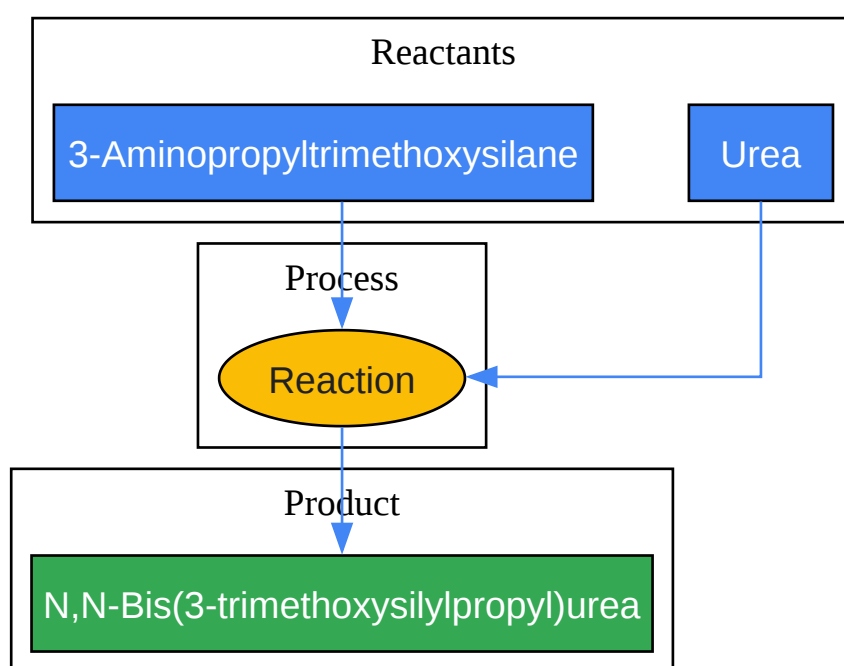 Reactants
3-Aminopropyltrimethoxysilane
Urea
Process
Reaction
Product
N,N-Bis(3-trimethoxysilylpropyl)urea